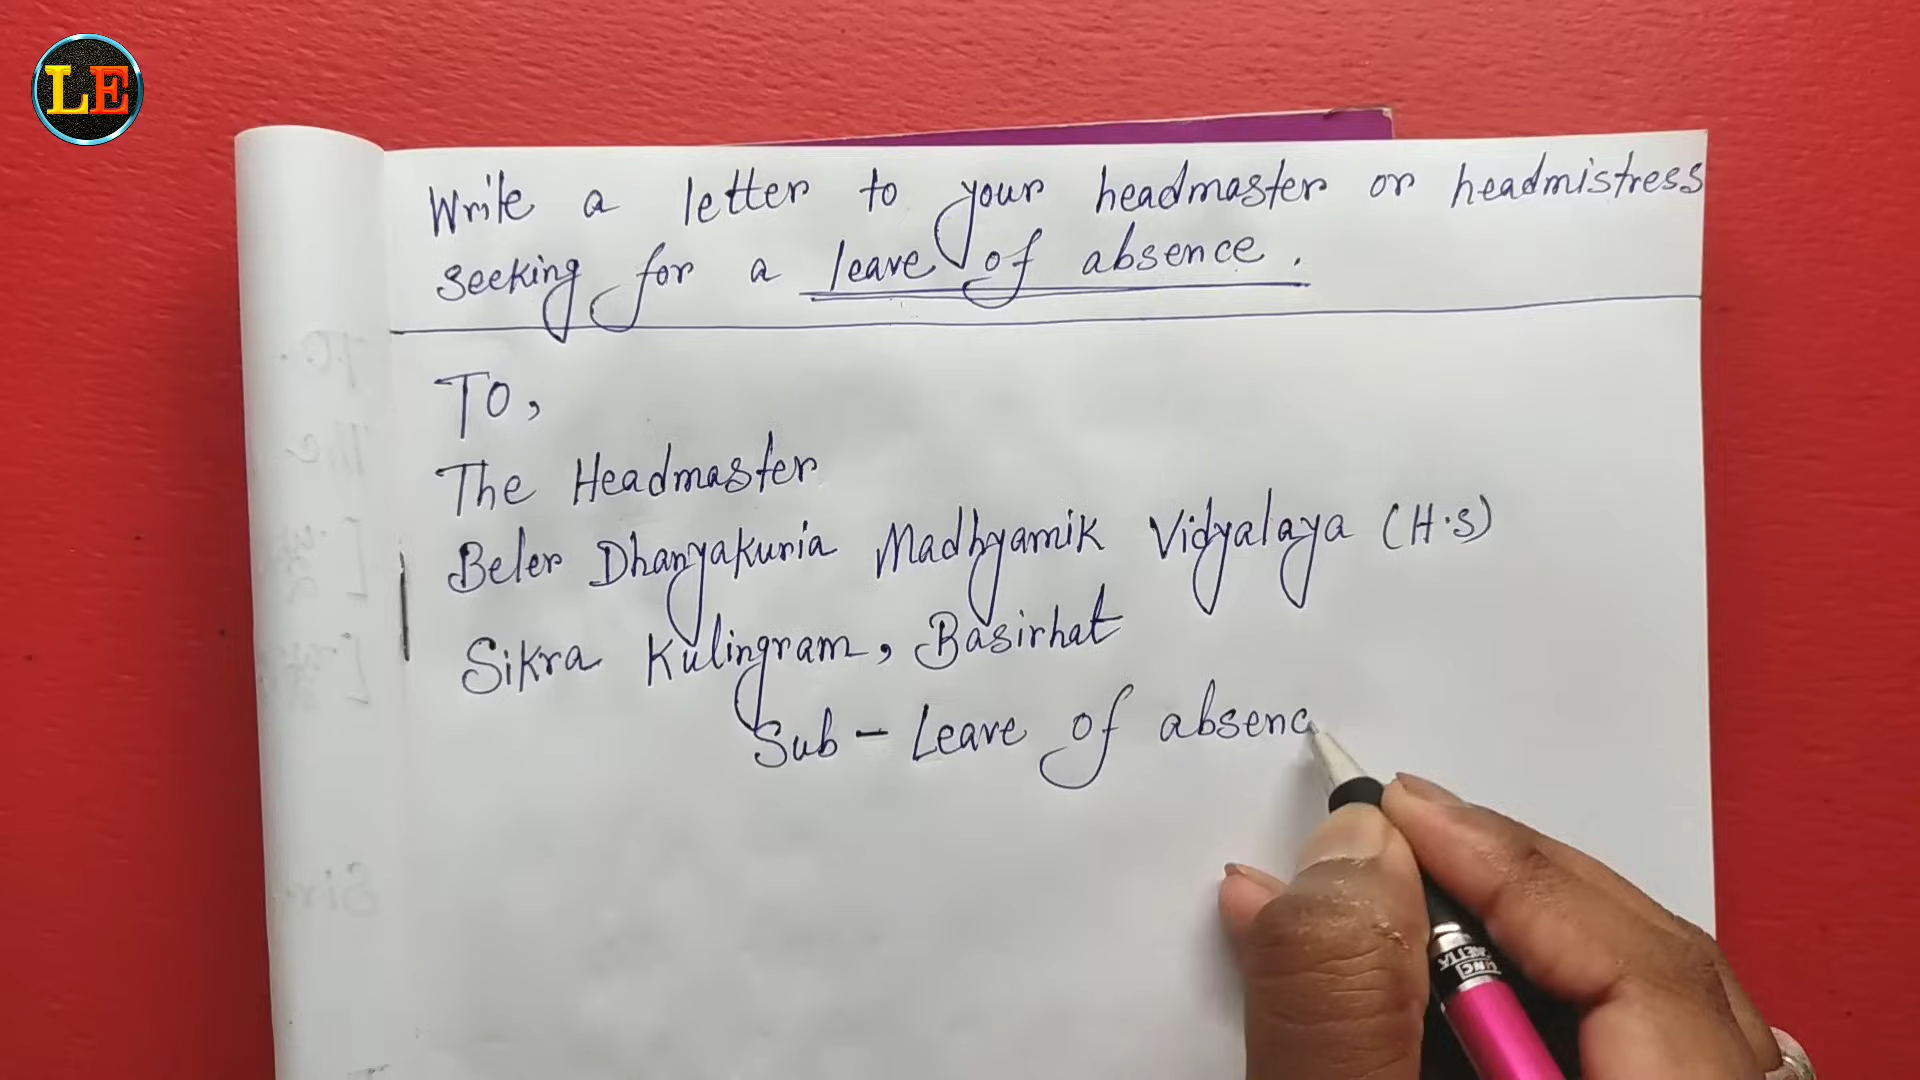 LE
Write a letter to your headmaster or headmistress
seeking for a leave of absence.
To,
The Headmaster
Beler Dhanyakuria Madhyamik Vidyalaya (H.S)
Sikra Kulingram, Basirhat
Sub - Leave of absenc